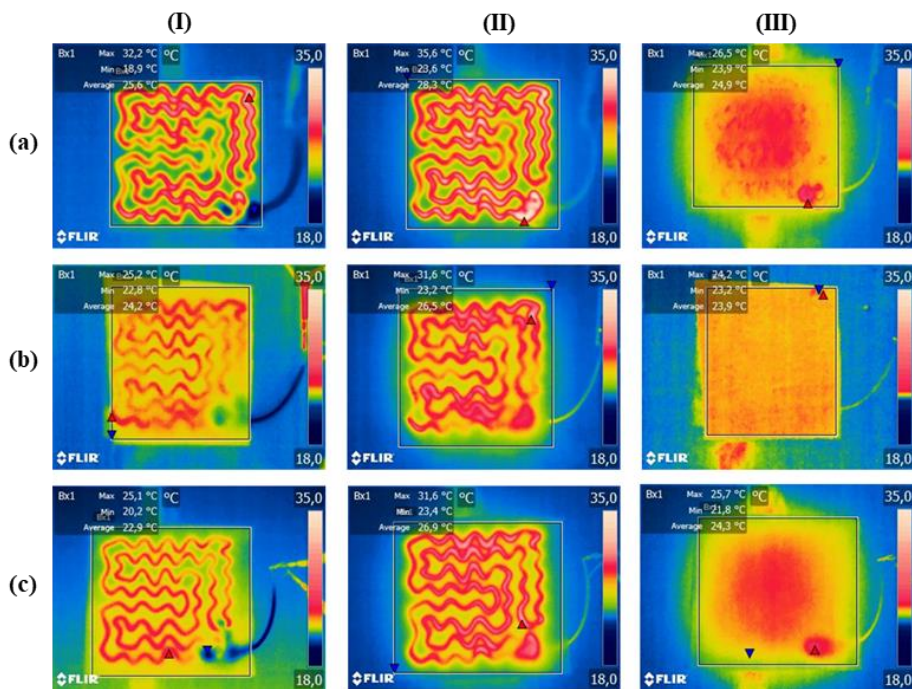 (I) (II) (III)
(a)
Bx1 Max 32,2 °C °C 35,0
Min 18,9 °C
Average 25,6 °C
FLIR 18,0
Bx1 Max 35,6 °C °C 35,0
Min 23,6 °C
Average 28,3 °C
FLIR 18,0
Bx1 Max 26,5 °C °C 35,0
Min 23,9 °C
Average 24,9 °C
FLIR 18,0
(b)
Bx1 Max 25,2 °C °C 35,0
Min 22,8 °C
Average 24,2 °C
FLIR 18,0
Bx1 Max 31,6 °C °C 35,0
Min 23,2 °C
Average 26,5 °C
FLIR 18,0
Bx1 Max 24,2 °C °C 35,0
Min 23,2 °C
Average 23,9 °C
FLIR 18,0
(c)
Bx1 Max 25,1 °C °C 35,0
Min 20,2 °C
Average 22,9 °C
FLIR 18,0
Bx1 Max 31,6 °C °C 35,0
Min 23,4 °C
Average 26,9 °C
FLIR 18,0
Bx1 Max 25,7 °C °C 35,0
Min 21,8 °C
Average 24,3 °C
FLIR 18,0